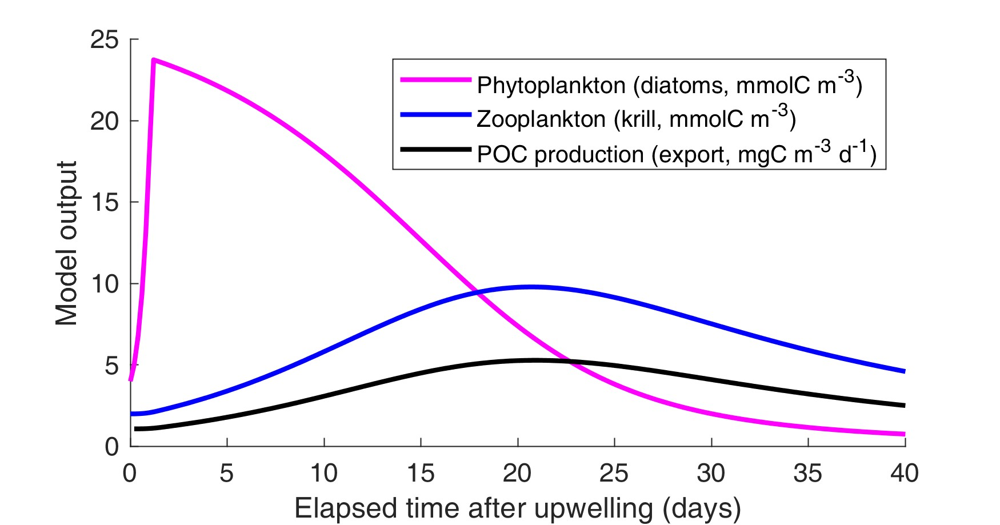 25
20
15
10
5
0
Model output
Phytoplankton (diatoms, mmolC m-3)
Zooplankton (krill, mmolC m-3)
POC production (export, mgC m-3 d-1)
0 5 10 15 20 25 30 35 40
Elapsed time after upwelling (days)